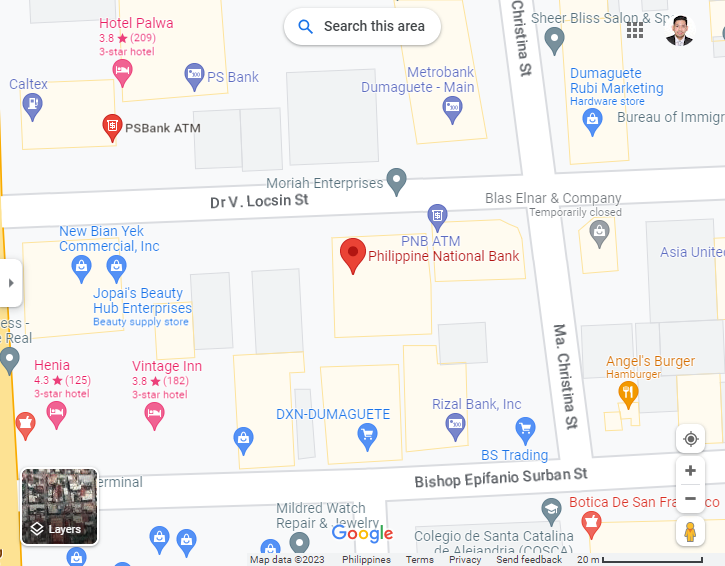 Hotel Palwa
3.8 ★ (209)
3-star hotel
Search this area
Christina St
Sheer Bliss Salon & Sp
Caltex
PS Bank
Metrobank
Dumaguete - Main
Dumaguete
Rubi Marketing
Hardware store
Bureau of Immigr
PSBank ATM
Moriah Enterprises
Dr V. Locsin St
Blas Elnar & Company
Temporarily closed
New Bian Yek
Commercial, Inc
PNB ATM
Philippine National Bank
Asia Unite
Jopai's Beauty
Hub Enterprises
Beauty supply store
ess -
e Real
Henia
4.3 ★ (125)
3-star hotel
Vintage Inn
3.8 ★ (182)
3-star hotel
Ma. Christina St
Angel's Burger
Hamburger
DXN-DUMAGUETE
Rizal Bank, Inc
BS Trading
erminal
Bishop Epifanio Surban St
Layers
Mildred Watch
Repair & Jewelry
Google
Botica De San Francisco
Colegio de Santa Catalina
de Alejandria (COSCA)
Map data ©2023 Philippines Terms Privacy Send feedback 20 m